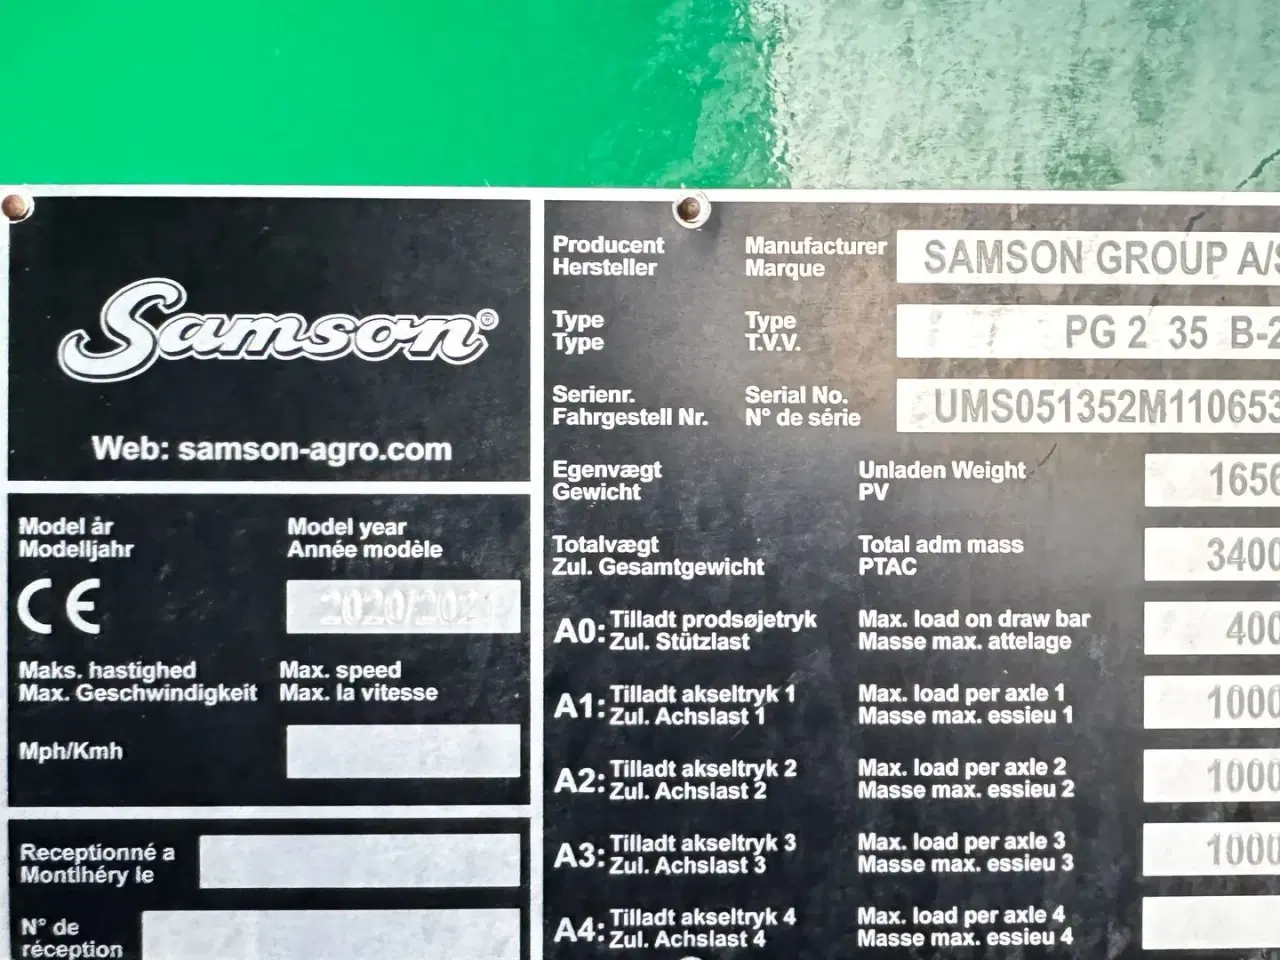 Samson®
Web: samson-agro.com
Model år Model year
Modelljahr Année modèle
CE 2020/2021
Maks. hastighed Max. speed
Max. Geschwindigkeit Max. la vitesse
Mph/Kmh
Receptionné a
Montlhéry le
N° de
réception
Producent Manufacturer SAMSON GROUP A/S
Hersteller Marque
Type Type PG 2 35 B-2
Type T.V.V.
Serienr. Serial No. UMS051352M110653
Fahrgestell Nr. N° de série
Egenvægt Unladen Weight 1656
Gewicht PV
Totalvægt Total adm mass 3400
Zul. Gesamtgewicht PTAC
A0: Tilladt prodsøjetryk Max. load on draw bar 400
Zul. Stützlast Masse max. attelage
A1: Tilladt akseltryk 1 Max. load per axle 1 1000
Zul. Achslast 1 Masse max. essieu 1
A2: Tilladt akseltryk 2 Max. load per axle 2 1000
Zul. Achslast 2 Masse max. essieu 2
A3: Tilladt akseltryk 3 Max. load per axle 3 1000
Zul. Achslast 3 Masse max. essieu 3
A4: Tilladt akseltryk 4 Max. load per axle 4
Zul. Achslast 4 Masse max. essieu 4